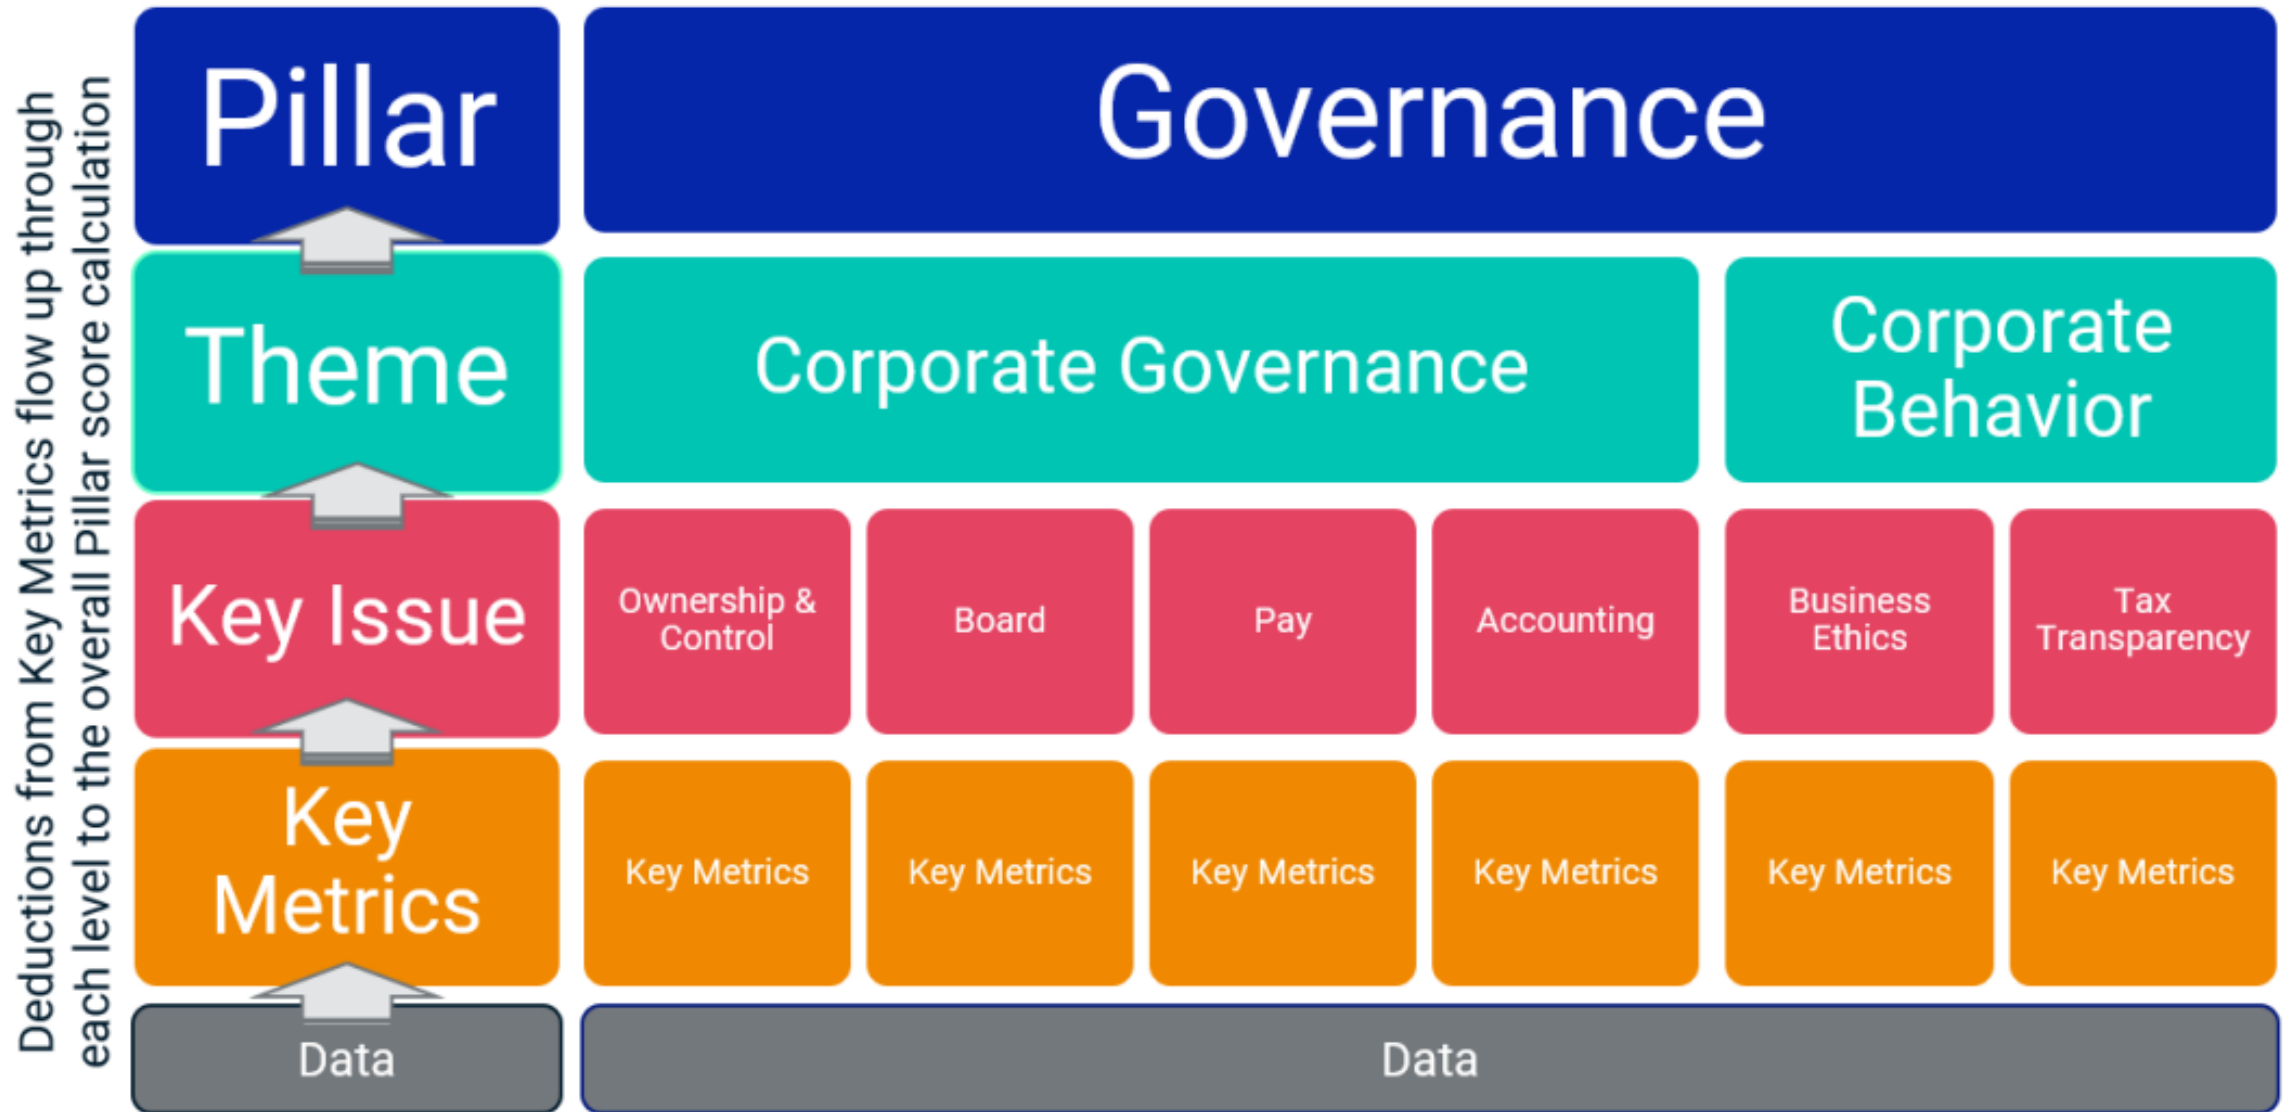 Deductions from Key Metrics flow up through
each level to the overall Pillar score calculation
Pillar
Governance
Theme
Corporate Governance
Corporate
Behavior
Key Issue
Ownership &
Control
Board
Pay
Accounting
Business
Ethics
Tax
Transparency
Key
Metrics
Key Metrics
Key Metrics
Key Metrics
Key Metrics
Key Metrics
Key Metrics
Data
Data